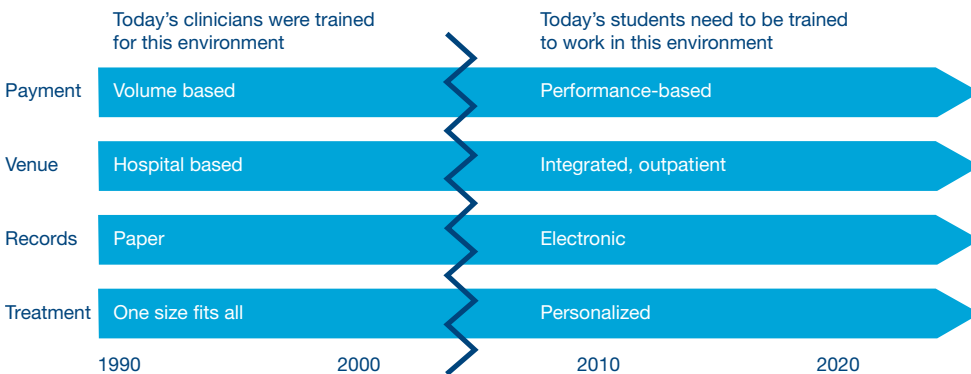 Today’s clinicians were trained
for this environment
Today’s students need to be trained
to work in this environment
Payment Volume based Performance-based
Venue Hospital based Integrated, outpatient
Records Paper Electronic
Treatment One size fits all Personalized
1990 2000 2010 2020